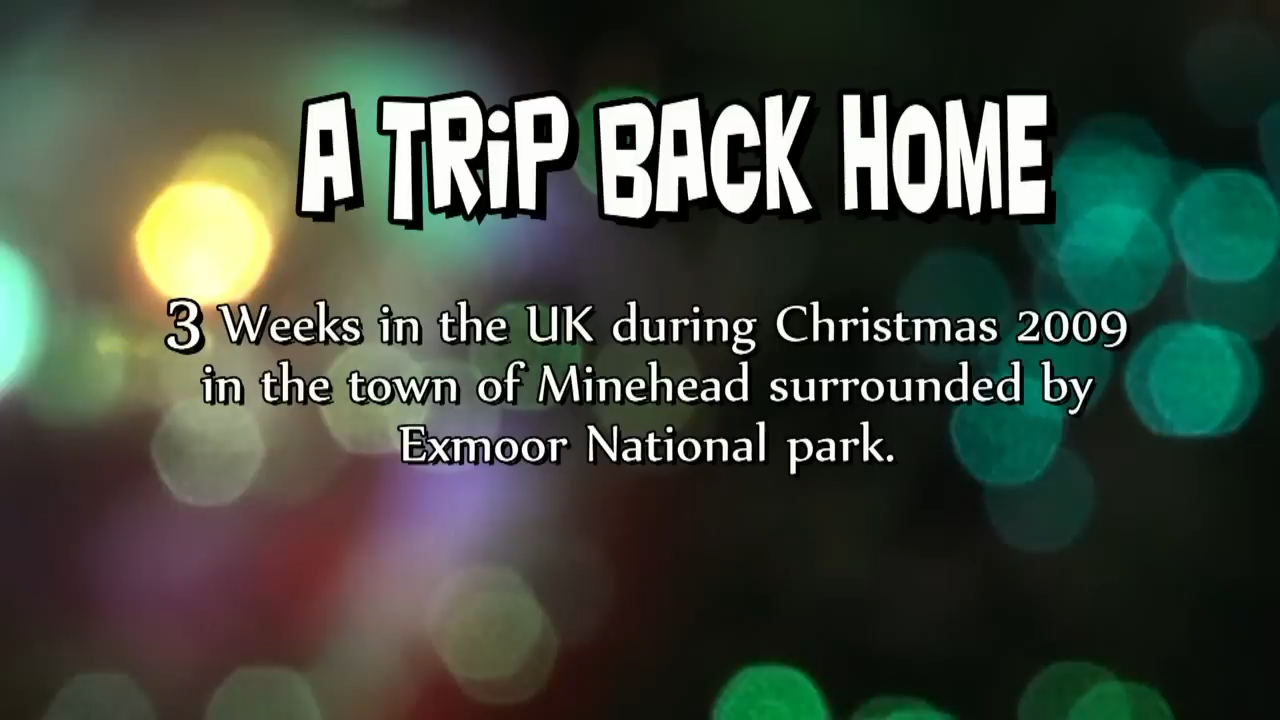 A TRiP BACK HOME
3 Weeks in the UK during Christmas 2009
in the town of Minehead surrounded by
Exmoor National park.